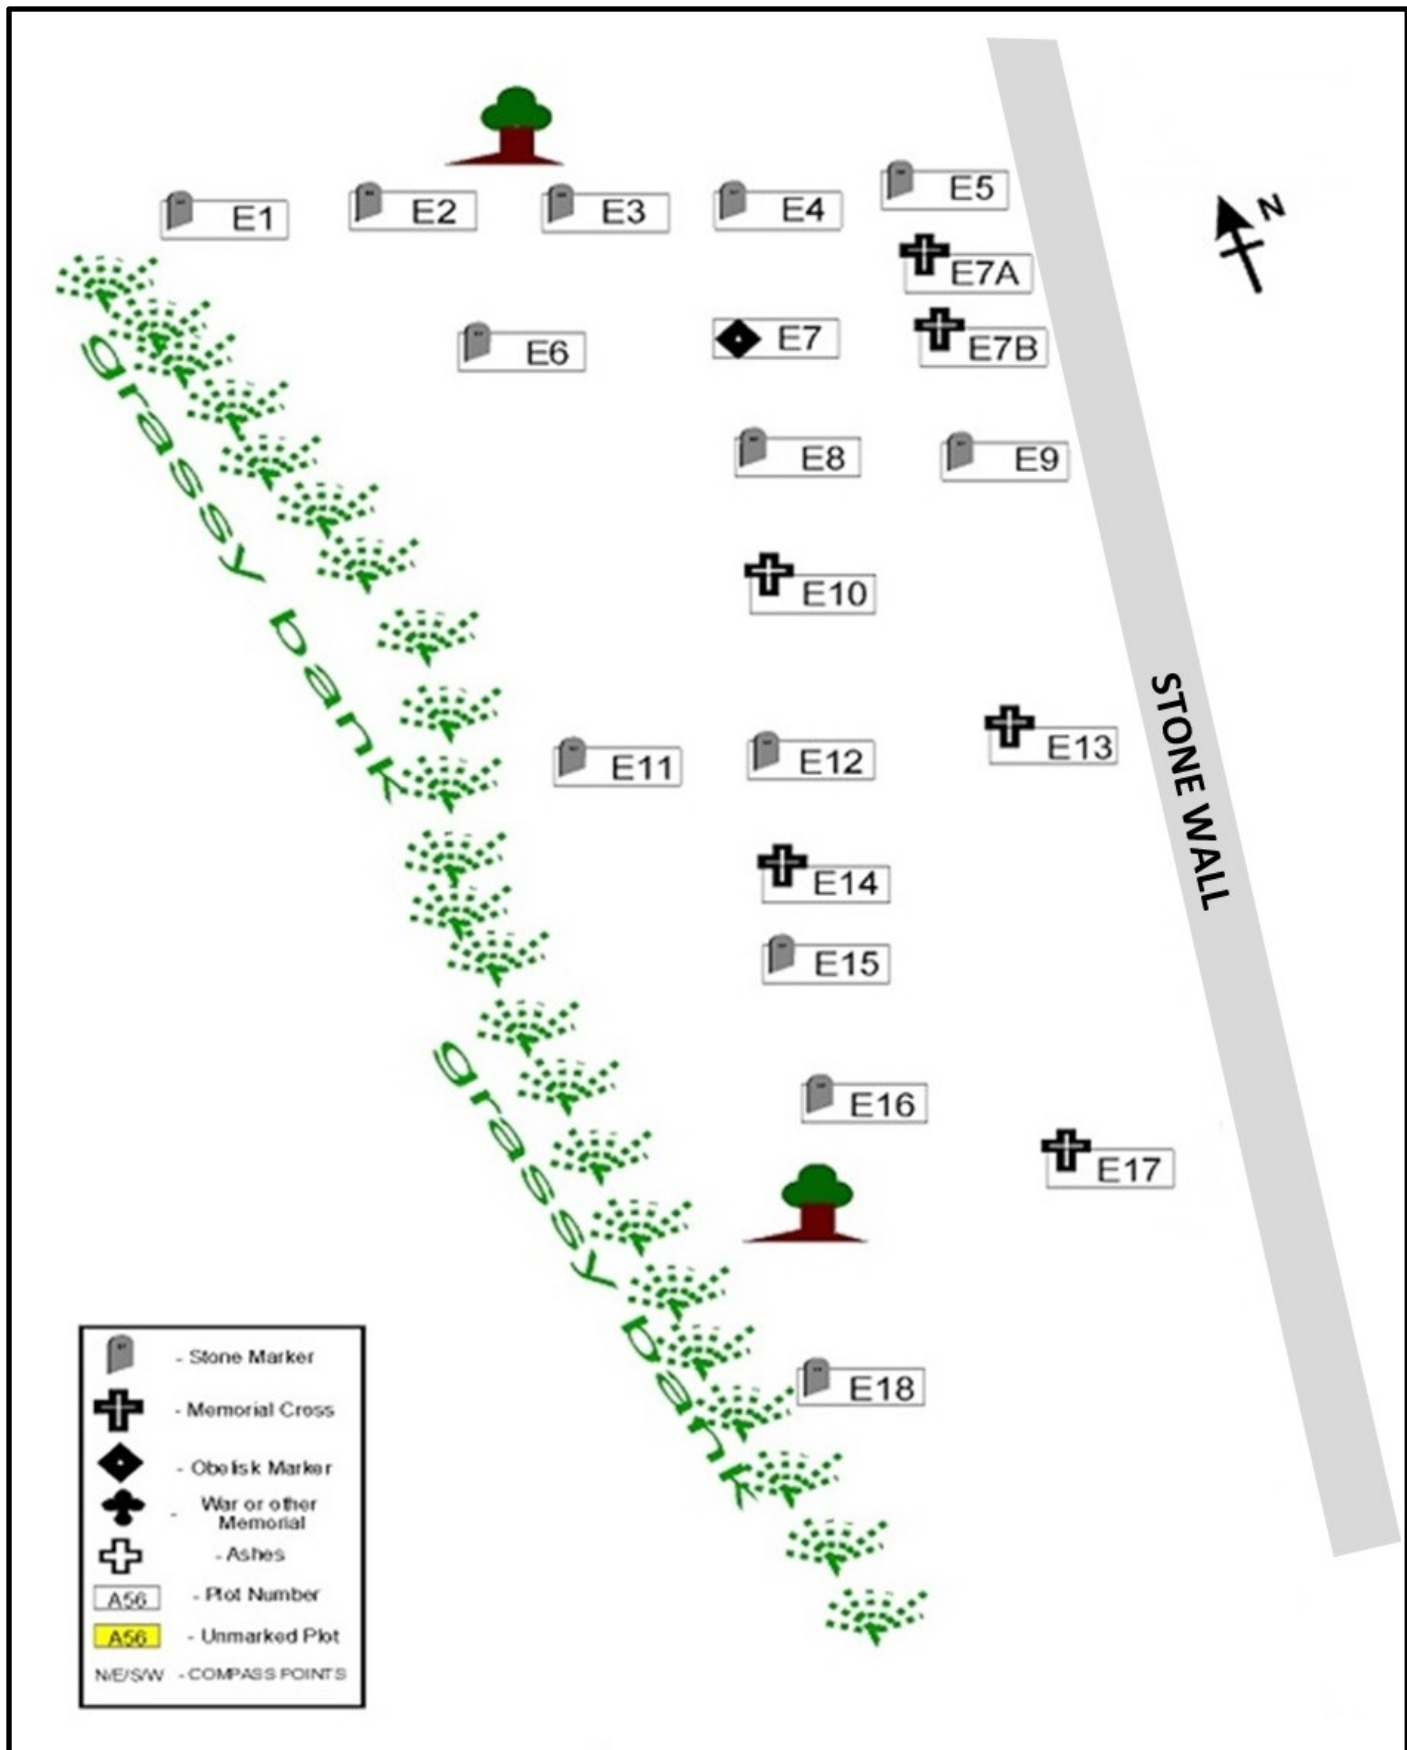 E1
E2
E3
E4
E5
N
E7A
E6
E7
E7B
E8
E9
grassy bank
E10
STONE WALL
E11
E12
E13
E14
E15
grassy bank
E16
E17
E18
- Stone Marker
- Memorial Cross
- Obelisk Marker
- War or other
Memorial
- Ashes
A56 - Plot Number
A56 - Unmarked Plot
N/E/S/W - COMPASS POINTS